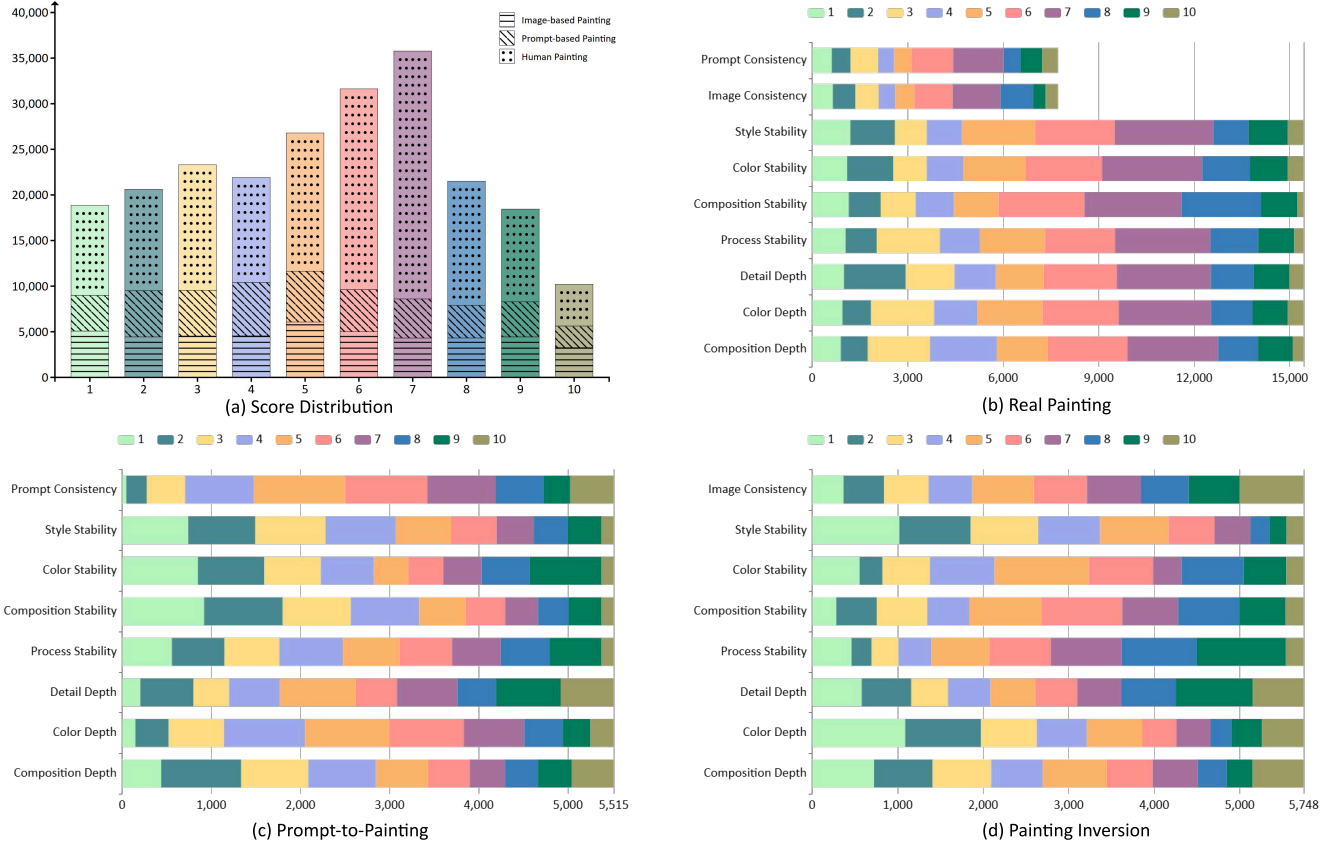 40,000
35,000
30,000
25,000
20,000
15,000
10,000
5,000
0
Image-based Painting
Prompt-based Painting
Human Painting
1 2 3 4 5 6 7 8 9 10
(a) Score Distribution
1 2 3 4 5 6 7 8 9 10
Prompt Consistency
Image Consistency
Style Stability
Color Stability
Composition Stability
Process Stability
Detail Depth
Color Depth
Composition Depth
0 3,000 6,000 9,000 12,000 15,000
(b) Real Painting
1 2 3 4 5 6 7 8 9 10
Prompt Consistency
Style Stability
Color Stability
Composition Stability
Process Stability
Detail Depth
Color Depth
Composition Depth
0 1,000 2,000 3,000 4,000 5,000 5,515
(c) Prompt-to-Painting
1 2 3 4 5 6 7 8 9 10
Image Consistency
Style Stability
Color Stability
Composition Stability
Process Stability
Detail Depth
Color Depth
Composition Depth
0 1,000 2,000 3,000 4,000 5,000 5,748
(d) Painting Inversion